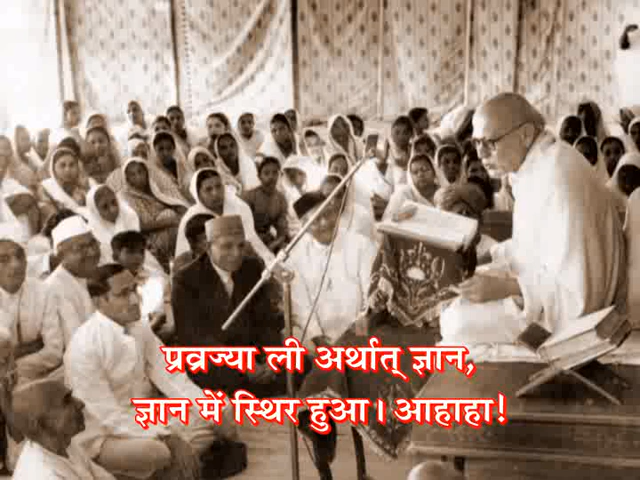 प्रव्रज्या ली अर्थात् ज्ञान,
ज्ञान में स्थिर हुआ। आहाहा!